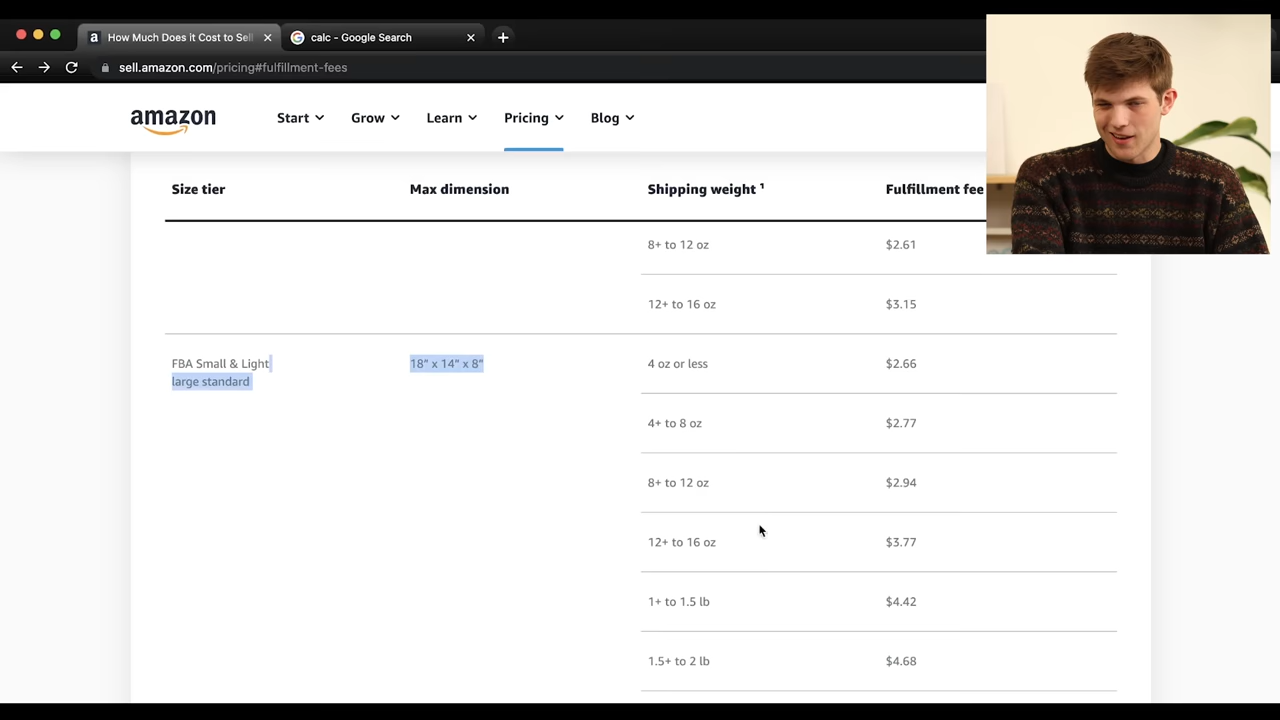 How Much Does it Cost to Sel
calc - Google Search
sell.amazon.com/pricing#fulfillment-fees
amazon
Start
Grow
Learn
Pricing
Blog
Size tier
Max dimension
Shipping weight ¹
Fulfillment fee
8+ to 12 oz
$2.61
12+ to 16 oz
$3.15
FBA Small & Light
large standard
18" x 14" x 8"
4 oz or less
$2.66
4+ to 8 oz
$2.77
8+ to 12 oz
$2.94
12+ to 16 oz
$3.77
1+ to 1.5 lb
$4.42
1.5+ to 2 lb
$4.68